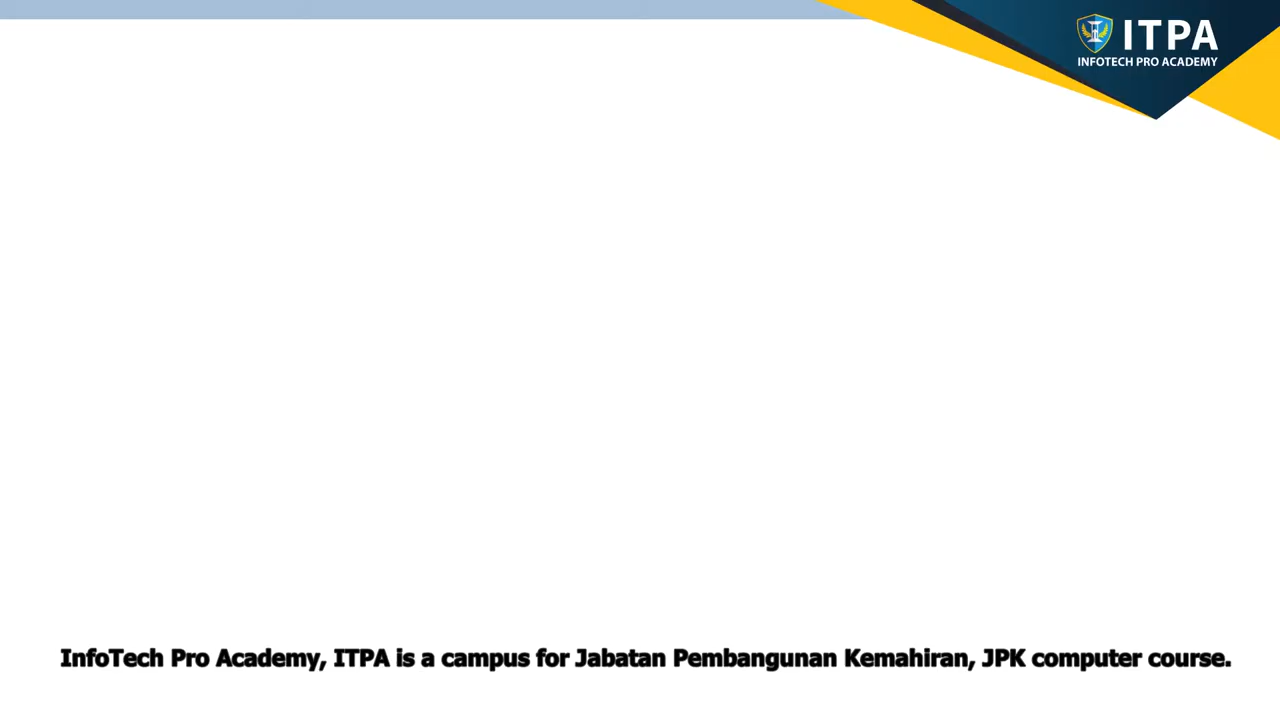 ITPA
INFOTECH PRO ACADEMY
InfoTech Pro Academy, ITPA is a campus for Jabatan Pembangunan Kemahiran, JPK computer course.